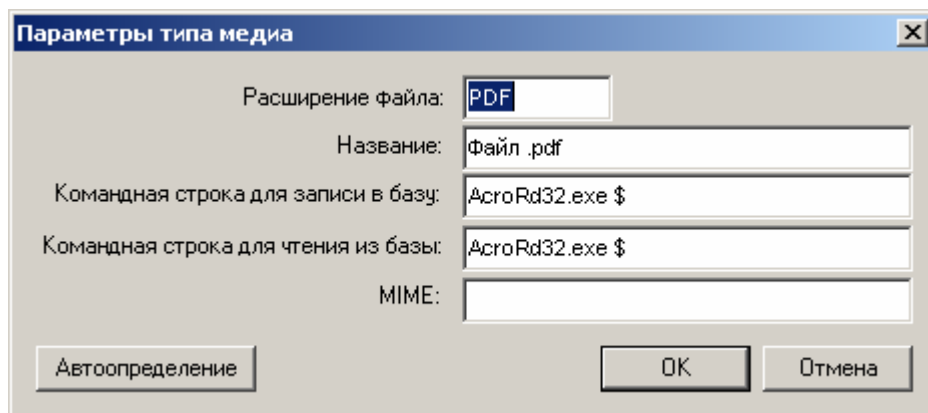 Параметры типа медиа
Расширение файла: PDF
Название: Файл .pdf
Командная строка для записи в базу: AcroRd32.exe $
Командная строка для чтения из базы: AcroRd32.exe $
MIME:
Автоопределение OK Отмена